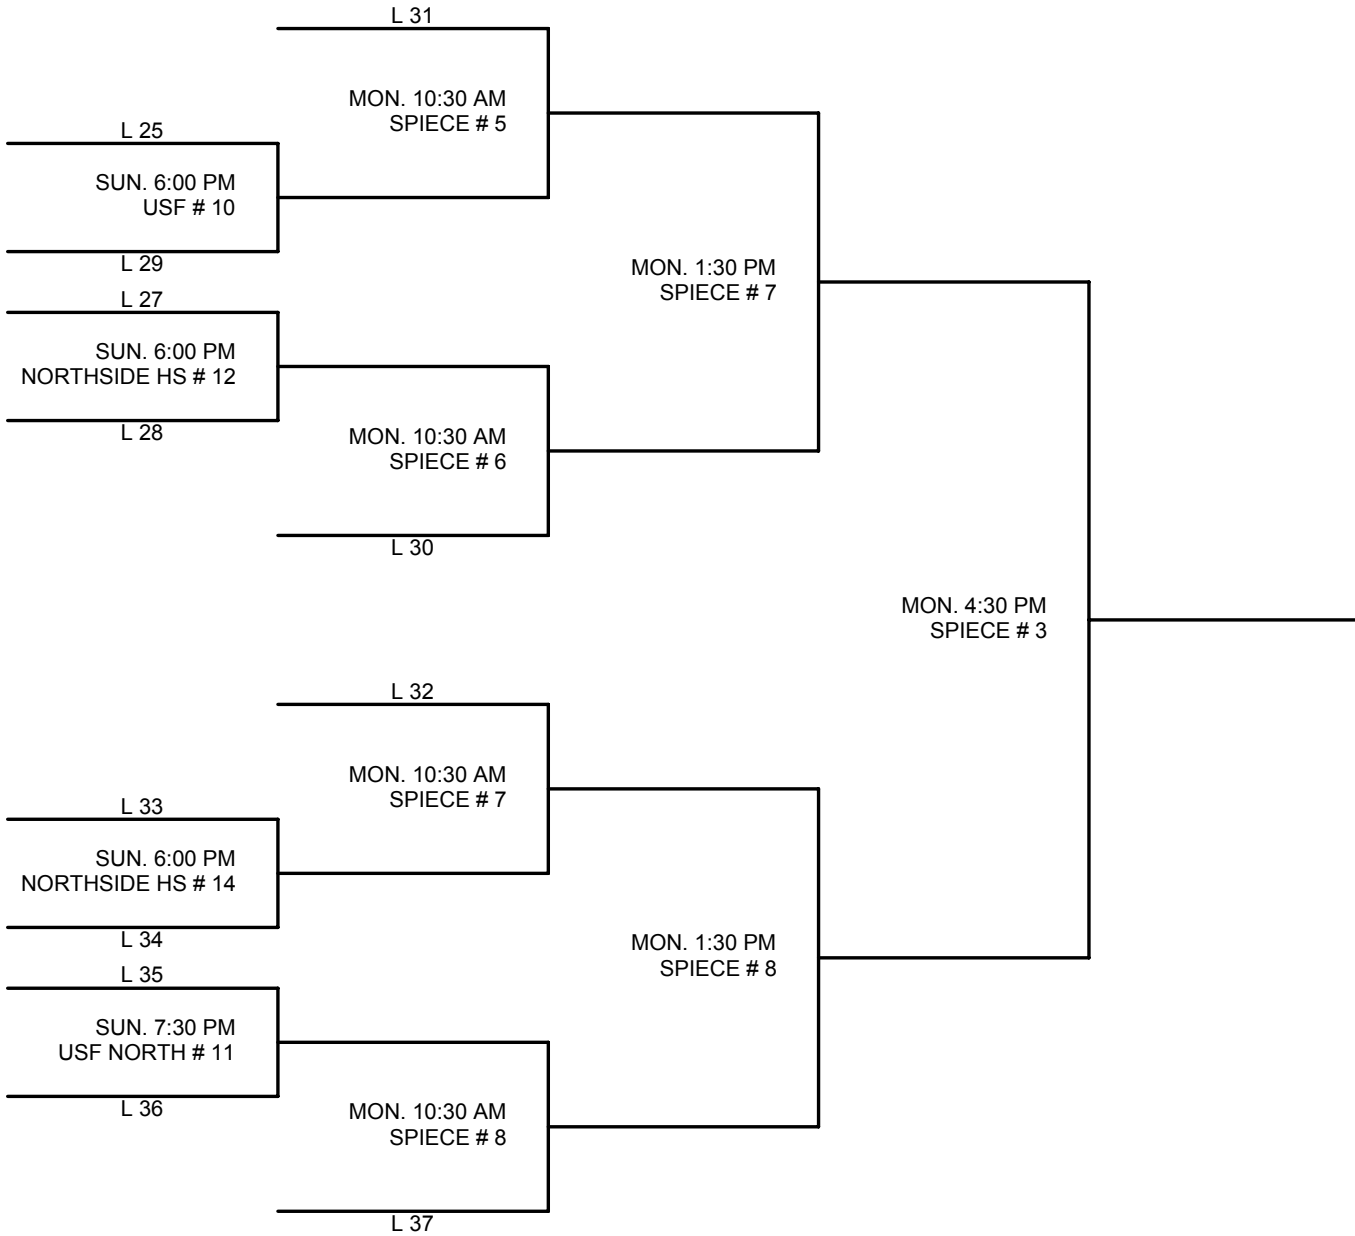 L 31
MON. 10:30 AM
SPIECE # 5
L 25
SUN. 6:00 PM
USF # 10
L 29
L 27
SUN. 6:00 PM
NORTHSIDE HS # 12
L 28
MON. 10:30 AM
SPIECE # 6
L 30
MON. 1:30 PM
SPIECE # 7
MON. 4:30 PM
SPIECE # 3
L 32
MON. 10:30 AM
SPIECE # 7
L 33
SUN. 6:00 PM
NORTHSIDE HS # 14
L 34
L 35
SUN. 7:30 PM
USF NORTH # 11
L 36
MON. 10:30 AM
SPIECE # 8
L 37
MON. 1:30 PM
SPIECE # 8